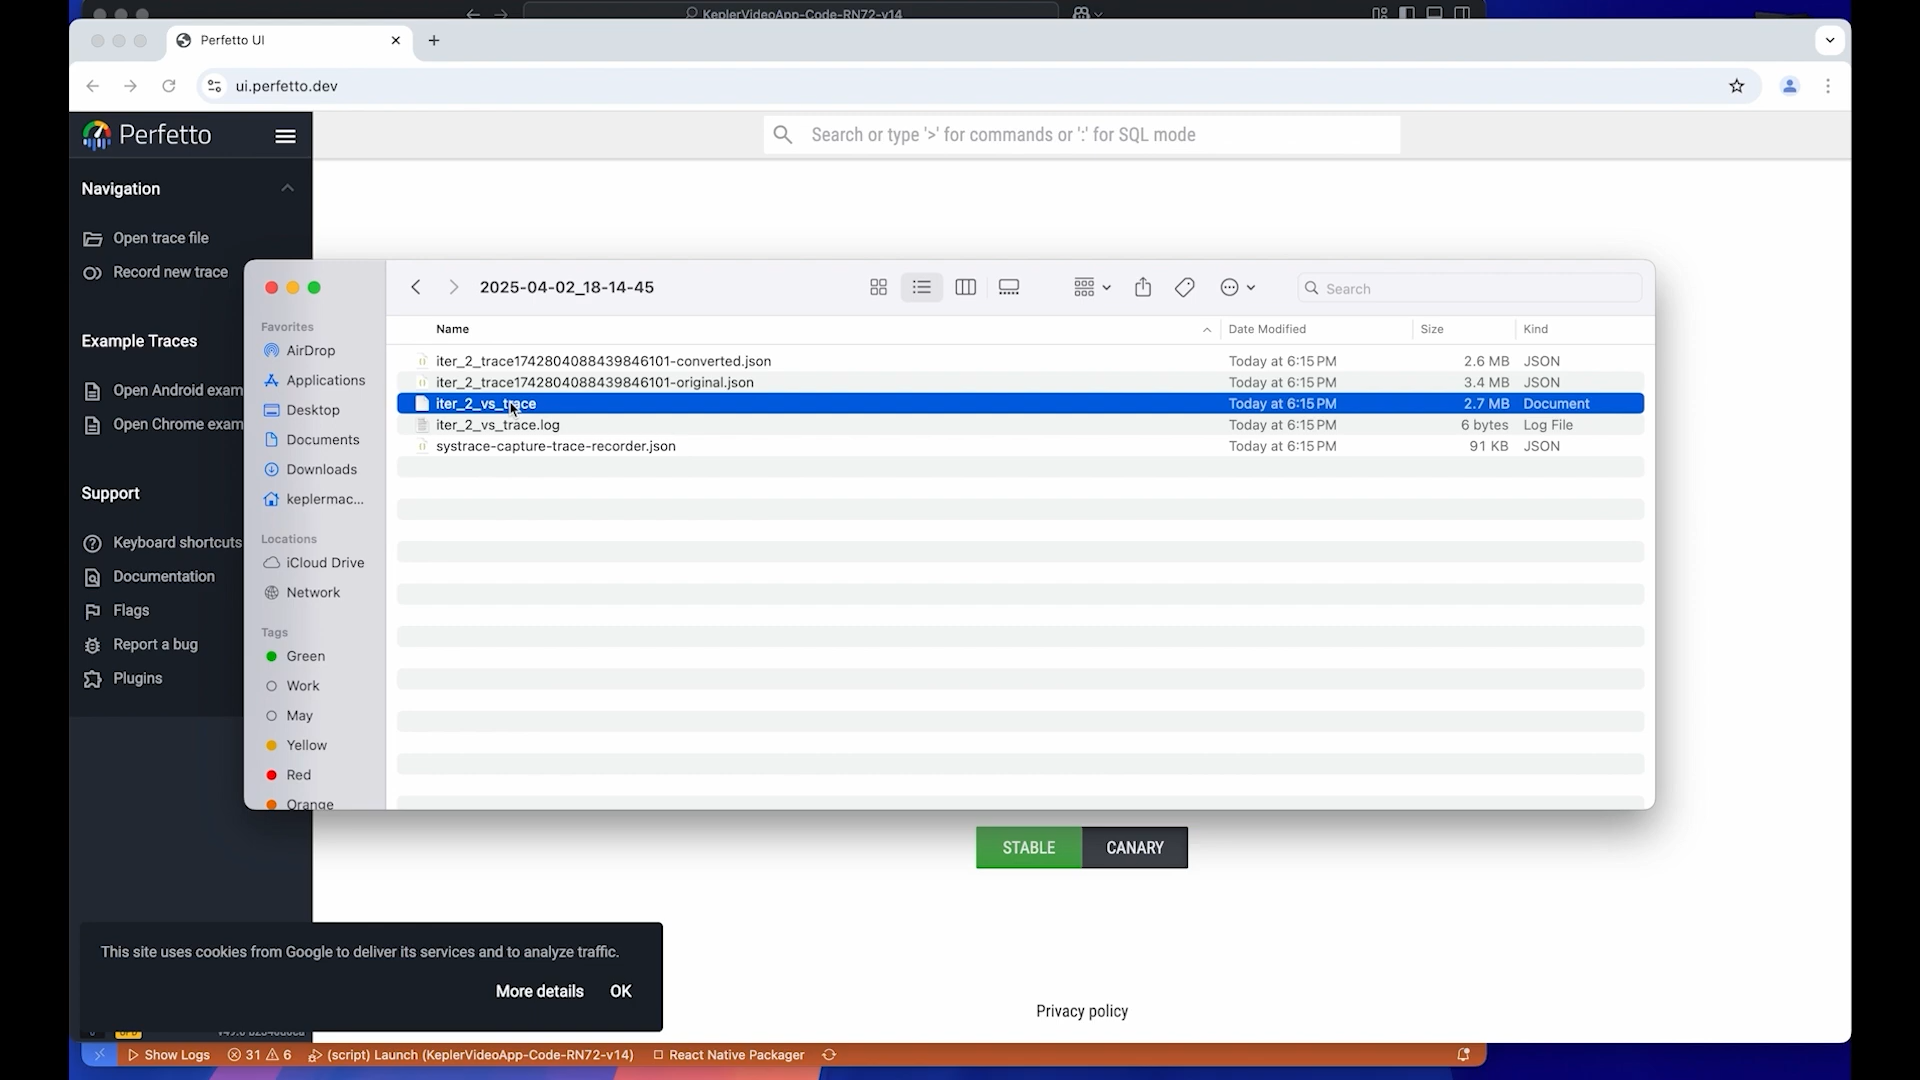 KeplerVideoApp-Code-RN72-v14
Perfetto UI
ui.perfetto.dev
Perfetto
Search or type '>' for commands or ':' for SQL mode
Navigation
Open trace file
Record new trace
Example Traces
Open Android exam
Open Chrome exam
Support
Keyboard shortcuts
Documentation
Flags
Report a bug
Plugins
2025-04-02_18-14-45
Search
Favorites
AirDrop
Applications
Desktop
Documents
Downloads
keplermac...
Locations
iCloud Drive
Network
Tags
Green
Work
May
Yellow
Red
Orange
Name Date Modified Size Kind
iter_2_trace1742804088439846101-converted.json Today at 6:15 PM 2.6 MB JSON
iter_2_trace1742804088439846101-original.json Today at 6:15 PM 3.4 MB JSON
iter_2_vs_trace Today at 6:15 PM 2.7 MB Document
iter_2_vs_trace.log Today at 6:15 PM 6 bytes Log File
systrace-capture-trace-recorder.json Today at 6:15 PM 91 KB JSON
STABLE CANARY
This site uses cookies from Google to deliver its services and to analyze traffic.
More details OK
Privacy policy
Show Logs 31 6 (script) Launch (KeplerVideoApp-Code-RN72-v14) React Native Packager